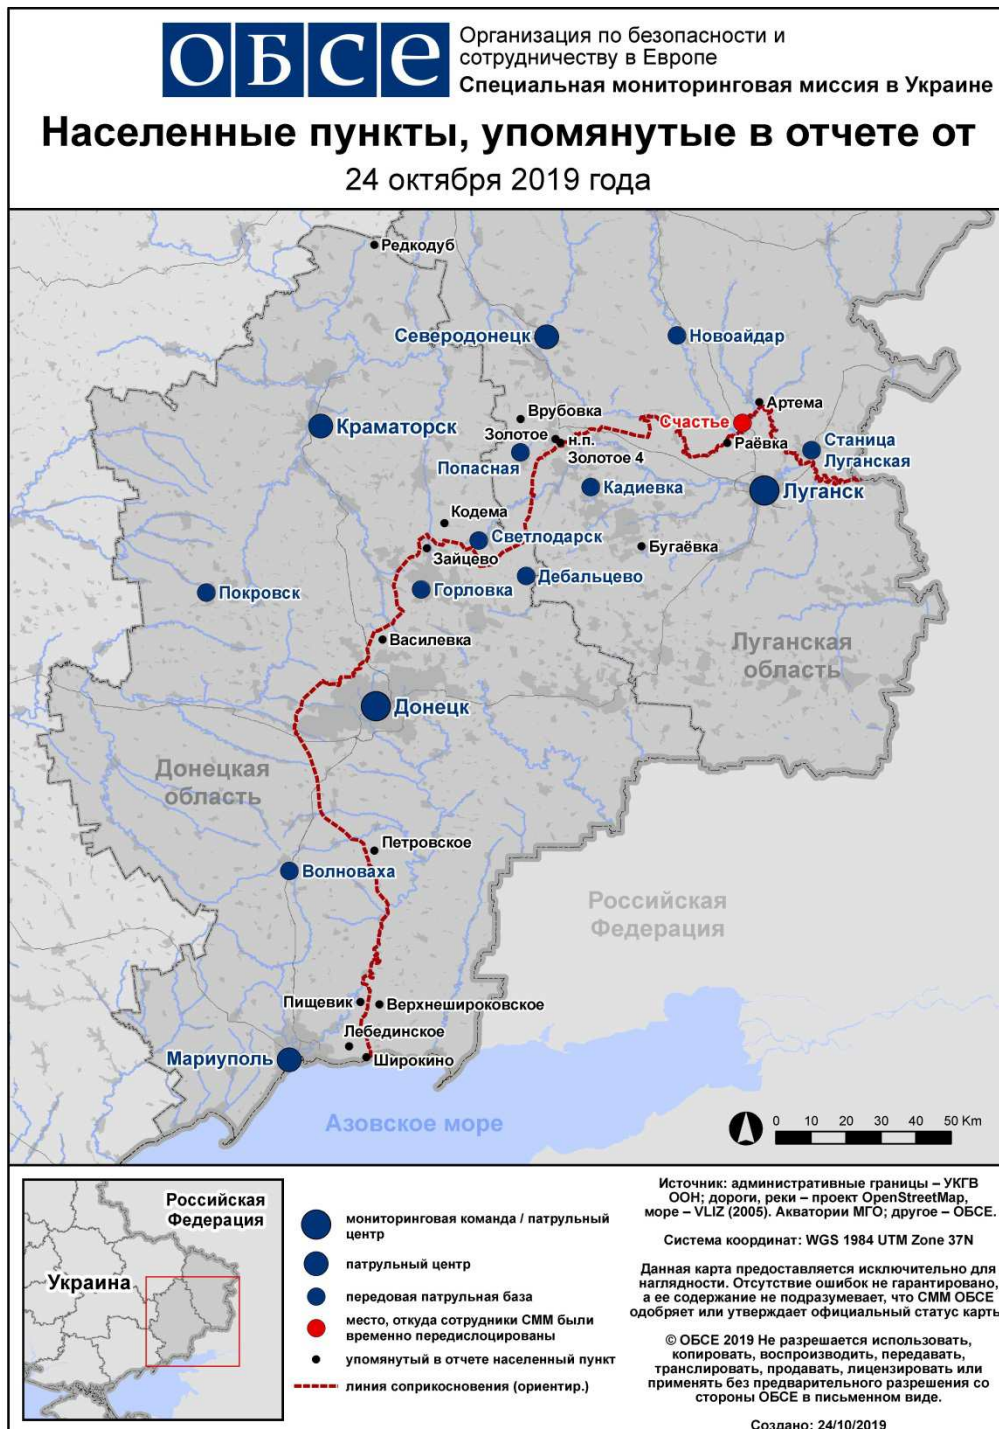 ОБСЕ
Организация по безопасности и
сотрудничеству в Европе
Специальная мониторинговая миссия в Украине
Населенные пункты, упомянутые в отчете от
24 октября 2019 года
Редкодуб
Северодонецк
Новоайдар
Артема
Врубовка
Счастье
Краматорск
Золотое
н.п.
Золотое 4
Раёвка
Станица
Луганская
Попасная
Кадиевка
Луганск
Кодема
Светлодарск
Зайцево
Бугаёвка
Дебальцево
Покровск
Горловка
Василевка
Луганская
область
Донецк
Донецкая
область
Петровское
Волноваха
Российская
Федерация
Пищевик
Верхнешироковское
Лебединское
Мариуполь
Широкино
Азовское море
0 10 20 30 40 50 Km
Российская
Федерация
Украина
мониторинговая команда / патрульный
центр
патрульный центр
передовая патрульная база
место, откуда сотрудники СММ были
временно передислоцированы
упомянутый в отчете населенный пункт
линия соприкосновения (ориентир.)
Источник: административные границы – УКГВ
ООН; дороги, реки – проект OpenStreetMap,
море – VLIZ (2005). Акватории МГО; другое – ОБСЕ.
Система координат: WGS 1984 UTM Zone 37N
Данная карта предоставляется исключительно для
наглядности. Отсутствие ошибок не гарантировано,
а ее содержание не подразумевает, что СММ ОБСЕ
одобряет или утверждает официальный статус карты.
© ОБСЕ 2019 Не разрешается использовать,
копировать, воспроизводить, передавать,
транслировать, продавать, лицензировать или
применять без предварительного разрешения со
стороны ОБСЕ в письменном виде.
Создано: 24/10/2019